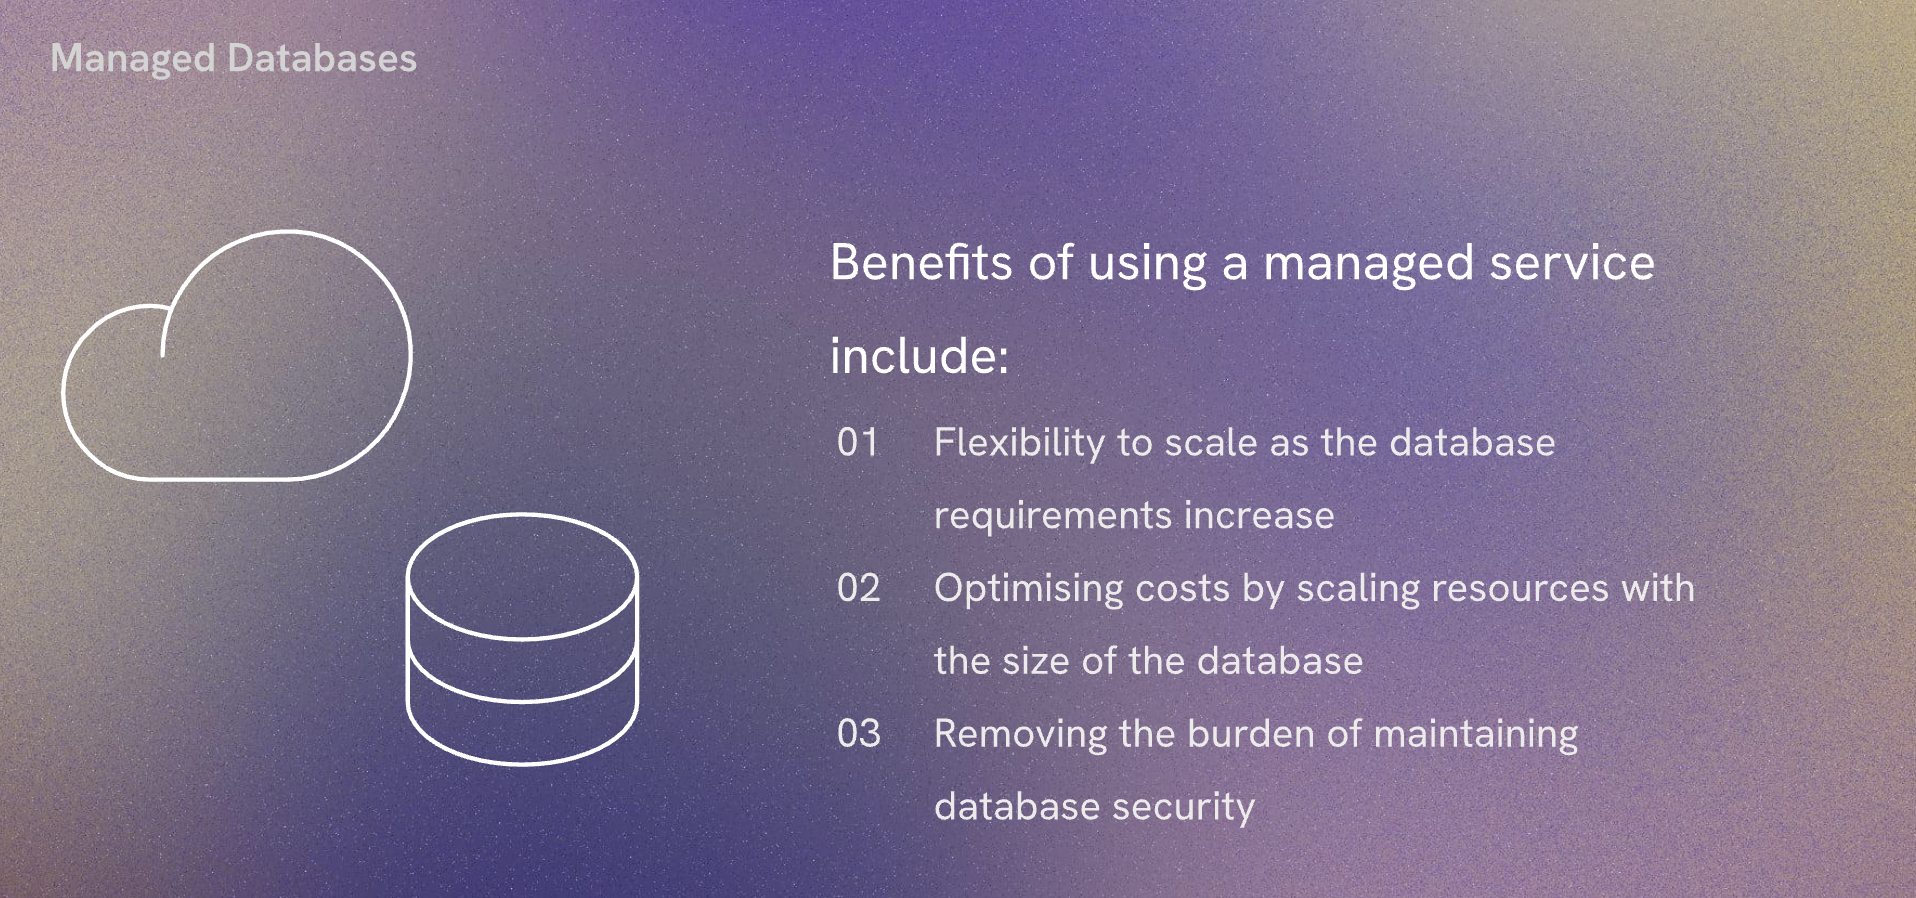 Managed Databases
Benefits of using a managed service
include:
01 Flexibility to scale as the database
requirements increase
02 Optimising costs by scaling resources with
the size of the database
03 Removing the burden of maintaining
database security